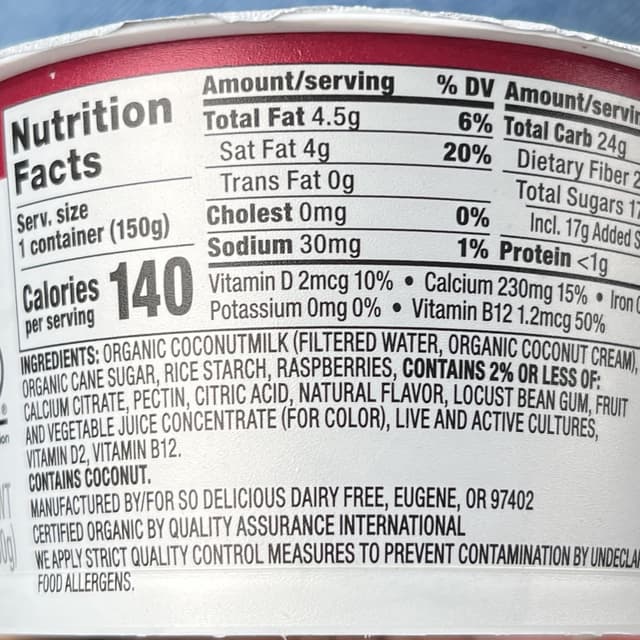 Nutrition
Facts
Serv. size
1 container (150g)
Calories 140
per serving
Amount/serving % DV
Total Fat 4.5g 6%
Sat Fat 4g 20%
Trans Fat 0g
Cholest 0mg 0%
Sodium 30mg 1%
Amount/servin
Total Carb 24g
Dietary Fiber 2
Total Sugars 17
Incl. 17g Added S
Protein <1g
Vitamin D 2mcg 10% • Calcium 230mg 15% • Iron
Potassium 0mg 0% • Vitamin B12 1.2mcg 50%
INGREDIENTS: ORGANIC COCONUTMILK (FILTERED WATER, ORGANIC COCONUT CREAM),
ORGANIC CANE SUGAR, RICE STARCH, RASPBERRIES, CONTAINS 2% OR LESS OF:
CALCIUM CITRATE, PECTIN, CITRIC ACID, NATURAL FLAVOR, LOCUST BEAN GUM, FRUIT
AND VEGETABLE JUICE CONCENTRATE (FOR COLOR), LIVE AND ACTIVE CULTURES,
VITAMIN D2, VITAMIN B12.
CONTAINS COCONUT.
MANUFACTURED BY/FOR SO DELICIOUS DAIRY FREE, EUGENE, OR 97402
CERTIFIED ORGANIC BY QUALITY ASSURANCE INTERNATIONAL
WE APPLY STRICT QUALITY CONTROL MEASURES TO PREVENT CONTAMINATION BY UNDECLA
FOOD ALLERGENS.